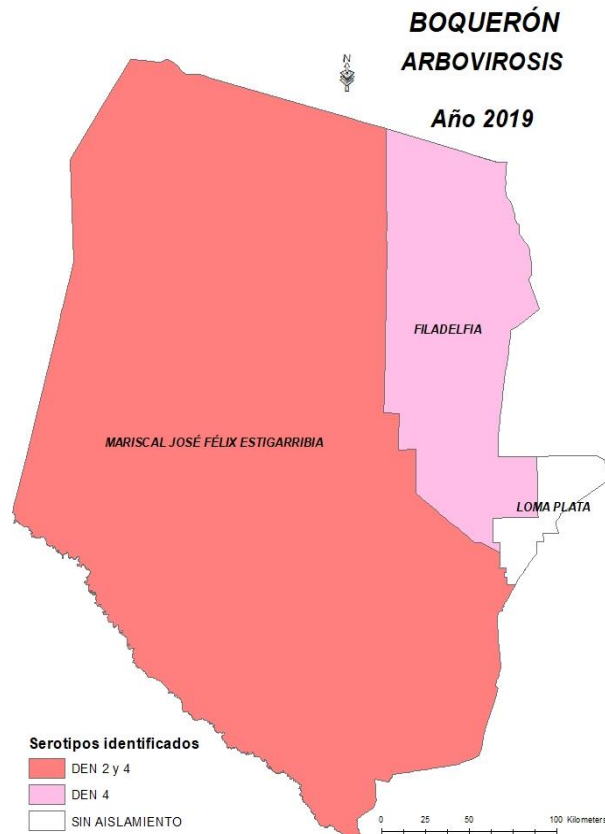 BOQUERÓN
ARBOVIROSIS
Año 2019
N
FILADELFIA
MARISCAL JOSÉ FÉLIX ESTIGARRIBIA
LOMA PLATA
Serotipos identificados
DEN 2 y 4
DEN 4
SIN AISLAMIENTO
0 25 50 100 Kilometers